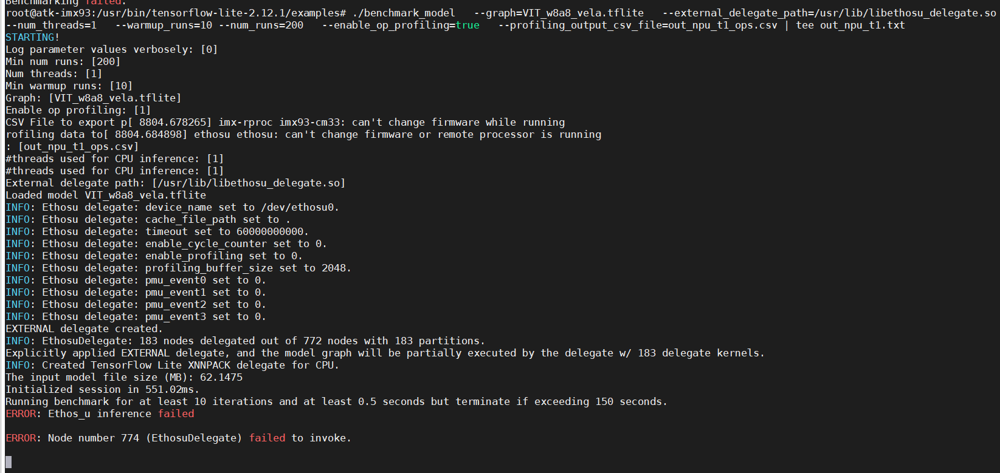 Benchmarking failed.
root@atk-imx93:/usr/bin/tensorflow-lite-2.12.1/examples# ./benchmark_model   --graph=VIT_w8a8_vela.tflite   --external_delegate_path=/usr/lib/libethosu_delegate.so
--num_threads=1   --warmup_runs=10 --num_runs=200   --enable_op_profiling=true   --profiling_output_csv_file=out_npu_t1_ops.csv | tee out_npu_t1.txt
STARTING!
Log parameter values verbosely: [0]
Min num runs: [200]
Num threads: [1]
Min warmup runs: [10]
Graph: [VIT_w8a8_vela.tflite]
Enable op profiling: [1]
CSV File to export p[ 8804.678265] imx-rproc imx93-cm33: can't change firmware while running
rofiling data to[ 8804.684898] ethosu ethosu: can't change firmware or remote processor is running
: [out_npu_t1_ops.csv]
#threads used for CPU inference: [1]
#threads used for CPU inference: [1]
External delegate path: [/usr/lib/libethosu_delegate.so]
Loaded model VIT_w8a8_vela.tflite
INFO: Ethosu delegate: device_name set to /dev/ethosu0.
INFO: Ethosu delegate: cache_file_path set to .
INFO: Ethosu delegate: timeout set to 60000000000.
INFO: Ethosu delegate: enable_cycle_counter set to 0.
INFO: Ethosu delegate: enable_profiling set to 0.
INFO: Ethosu delegate: profiling_buffer_size set to 2048.
INFO: Ethosu delegate: pmu_event0 set to 0.
INFO: Ethosu delegate: pmu_event1 set to 0.
INFO: Ethosu delegate: pmu_event2 set to 0.
INFO: Ethosu delegate: pmu_event3 set to 0.
EXTERNAL delegate created.
INFO: EthosuDelegate: 183 nodes delegated out of 772 nodes with 183 partitions.
Explicitly applied EXTERNAL delegate, and the model graph will be partially executed by the delegate w/ 183 delegate kernels.
INFO: Created TensorFlow Lite XNNPACK delegate for CPU.
The input model file size (MB): 62.1475
Initialized session in 551.02ms.
Running benchmark for at least 10 iterations and at least 0.5 seconds but terminate if exceeding 150 seconds.
ERROR: Ethos_u inference failed
ERROR: Node number 774 (EthosuDelegate) failed to invoke.